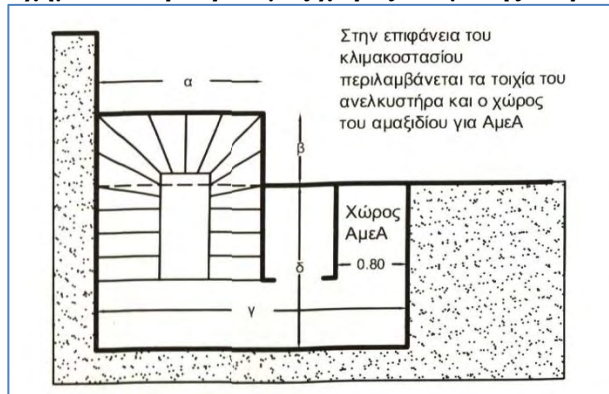 Στην επιφάνεια του
κλιμακοστασίου
περιλαμβάνεται τα τοιχία του
ανελκυστήρα και ο χώρος
του αμαξιδίου για ΑμεΑ
α
β
Χώρος
ΑμεΑ
0.80
δ
γ